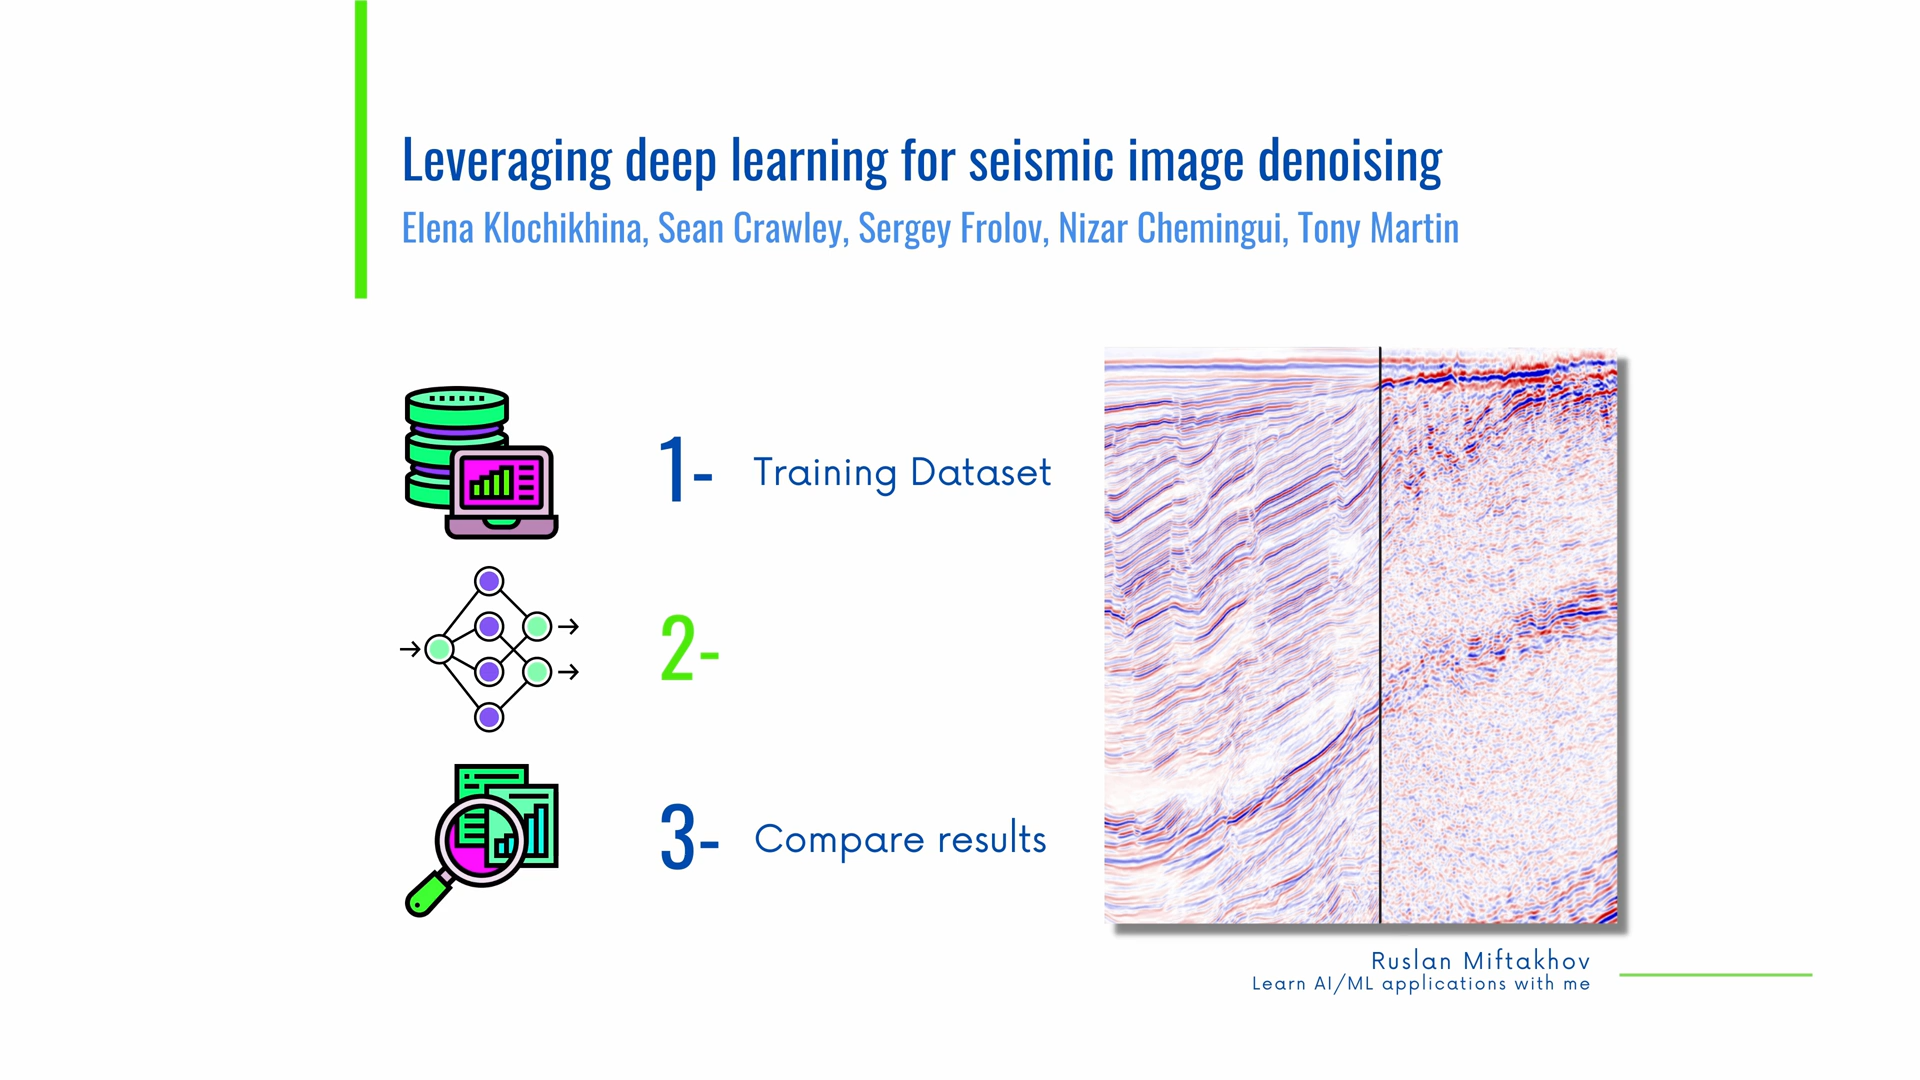 Leveraging deep learning for seismic image denoising
Elena Klochikhina, Sean Crawley, Sergey Frolov, Nizar Chemingui, Tony Martin
1- Training Dataset
2-
3- Compare results
Ruslan Miftakhov
Learn AI/ML applications with me